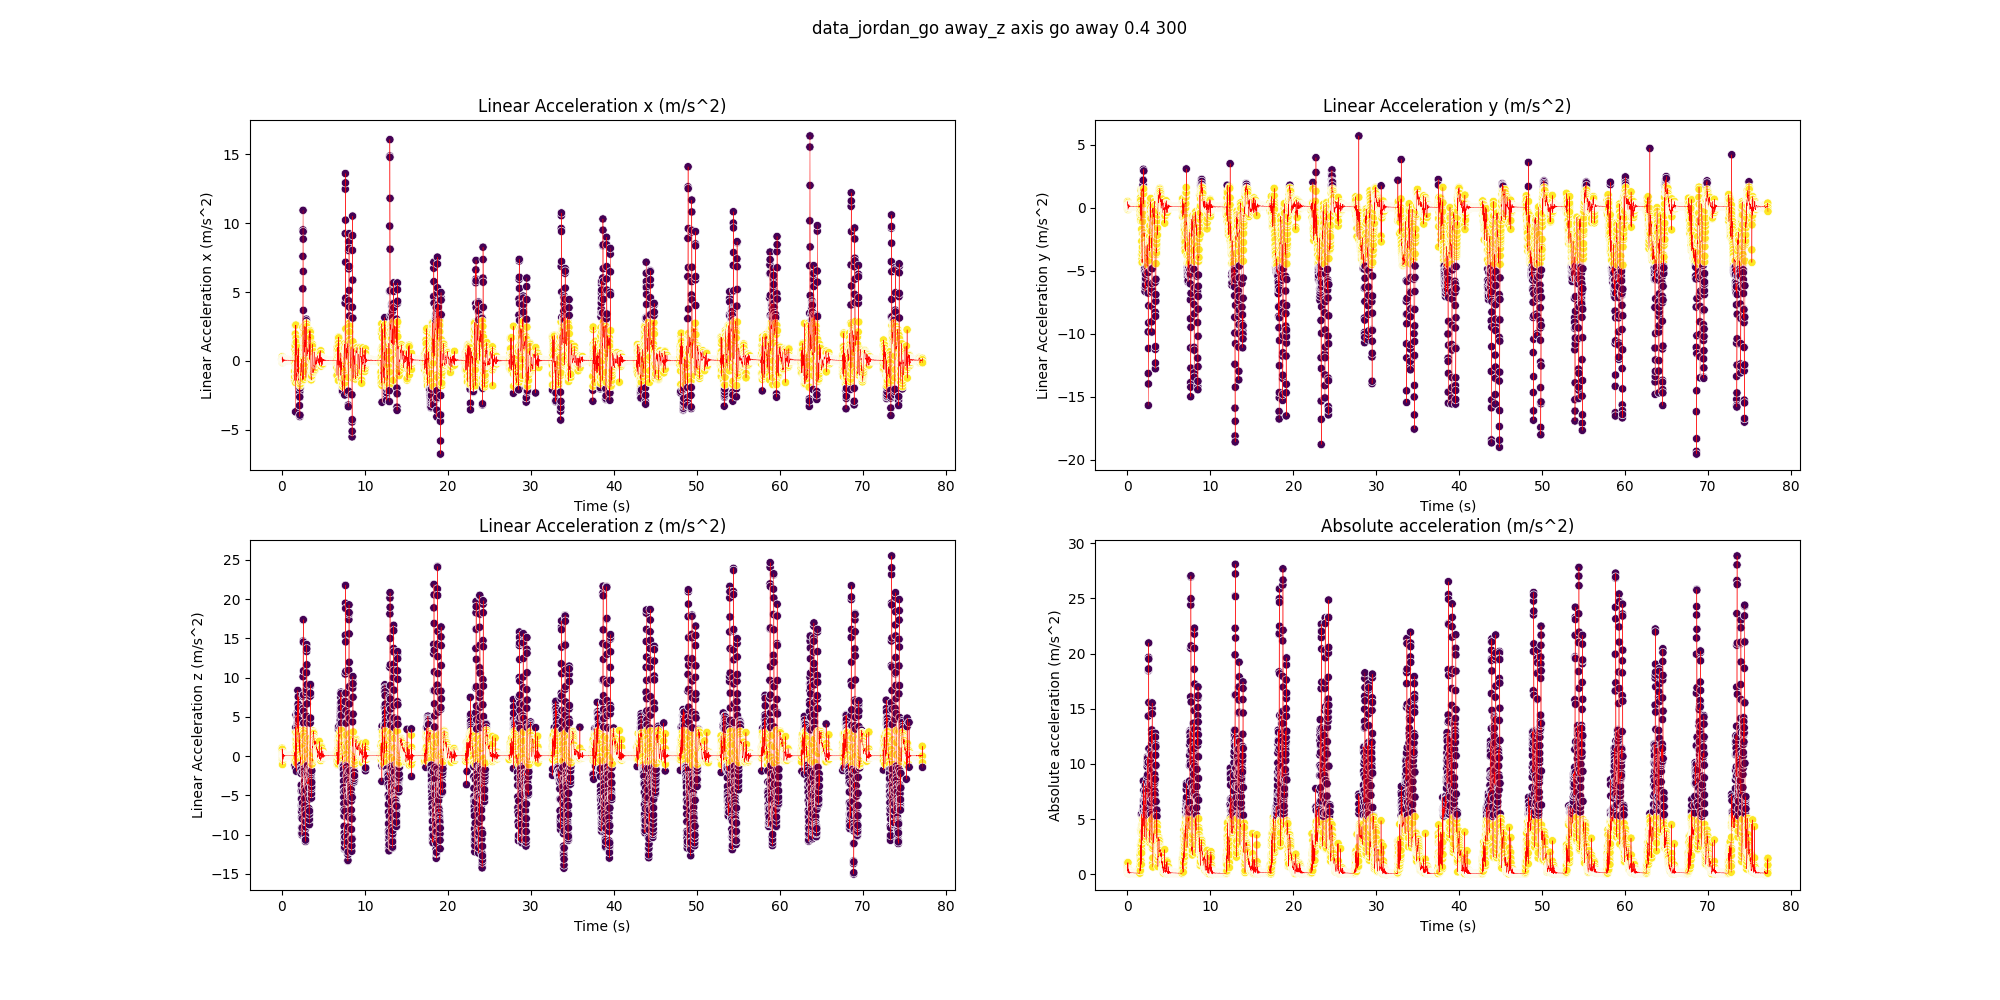 data_jordan_go away_z axis go away 0.4 300
Linear Acceleration x (m/s^2)
Linear Acceleration x (m/s^2)
15
10
5
0
−5
0 10 20 30 40 50 60 70 80
Time (s)
Linear Acceleration y (m/s^2)
Linear Acceleration y (m/s^2)
5
0
−5
−10
−15
−20
0 10 20 30 40 50 60 70 80
Time (s)
Linear Acceleration z (m/s^2)
Linear Acceleration z (m/s^2)
25
20
15
10
5
0
−5
−10
−15
0 10 20 30 40 50 60 70 80
Time (s)
Absolute acceleration (m/s^2)
Absolute acceleration (m/s^2)
30
25
20
15
10
5
0
0 10 20 30 40 50 60 70 80
Time (s)